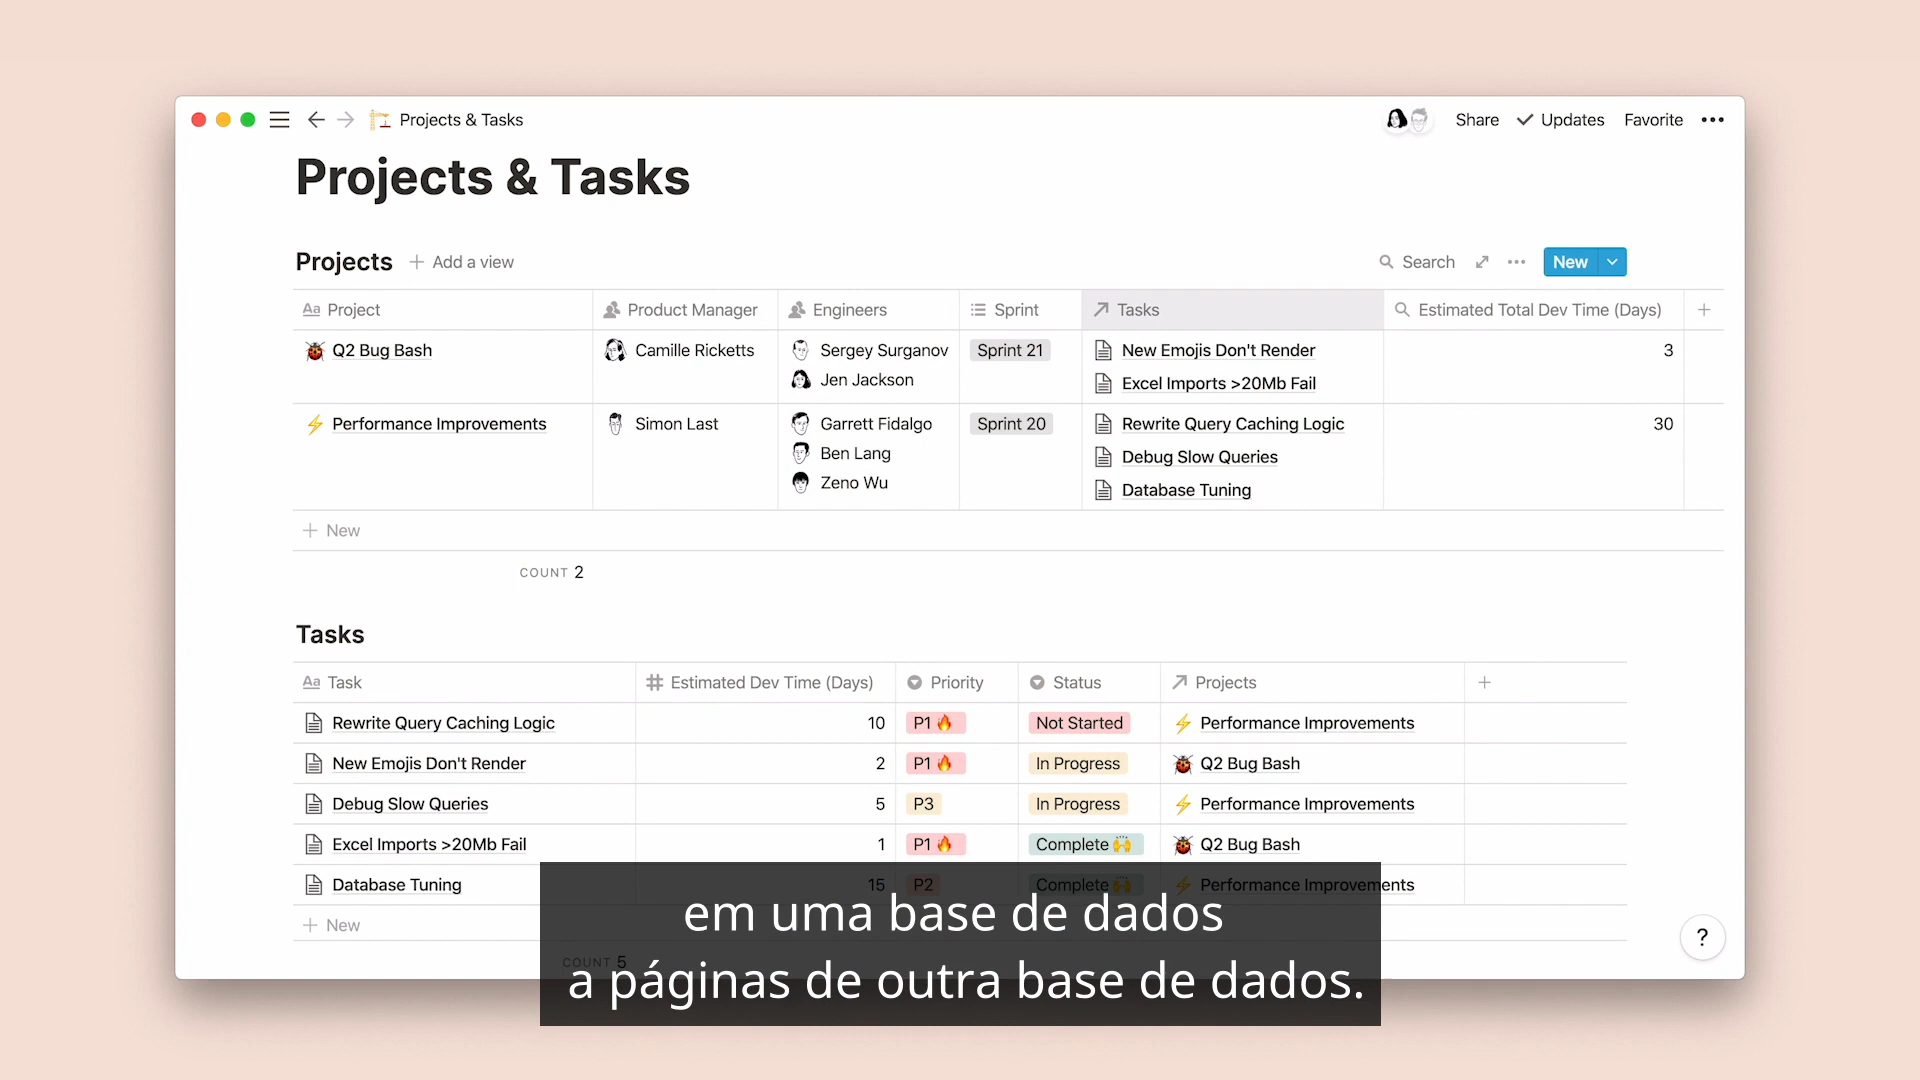 Projects & Tasks
Share Updates Favorite
Projects & Tasks
Projects Add a view Search New
Aa Project Product Manager Engineers Sprint Tasks Estimated Total Dev Time (Days)
Q2 Bug Bash Camille Ricketts Sergey Surganov Sprint 21 New Emojis Don't Render 3
Jen Jackson Excel Imports >20Mb Fail
Performance Improvements Simon Last Garrett Fidalgo Sprint 20 Rewrite Query Caching Logic 30
Ben Lang Debug Slow Queries
Zeno Wu Database Tuning
+ New
COUNT 2
Tasks
Aa Task # Estimated Dev Time (Days) Priority Status Projects
Rewrite Query Caching Logic 10 P1 Not Started Performance Improvements
New Emojis Don't Render 2 P1 In Progress Q2 Bug Bash
Debug Slow Queries 5 P3 In Progress Performance Improvements
Excel Imports >20Mb Fail 1 P1 Complete Q2 Bug Bash
Database Tuning 15 P2 Complete Performance Improvements
+ New
COUNT 5
?
em uma base de dados
a páginas de outra base de dados.